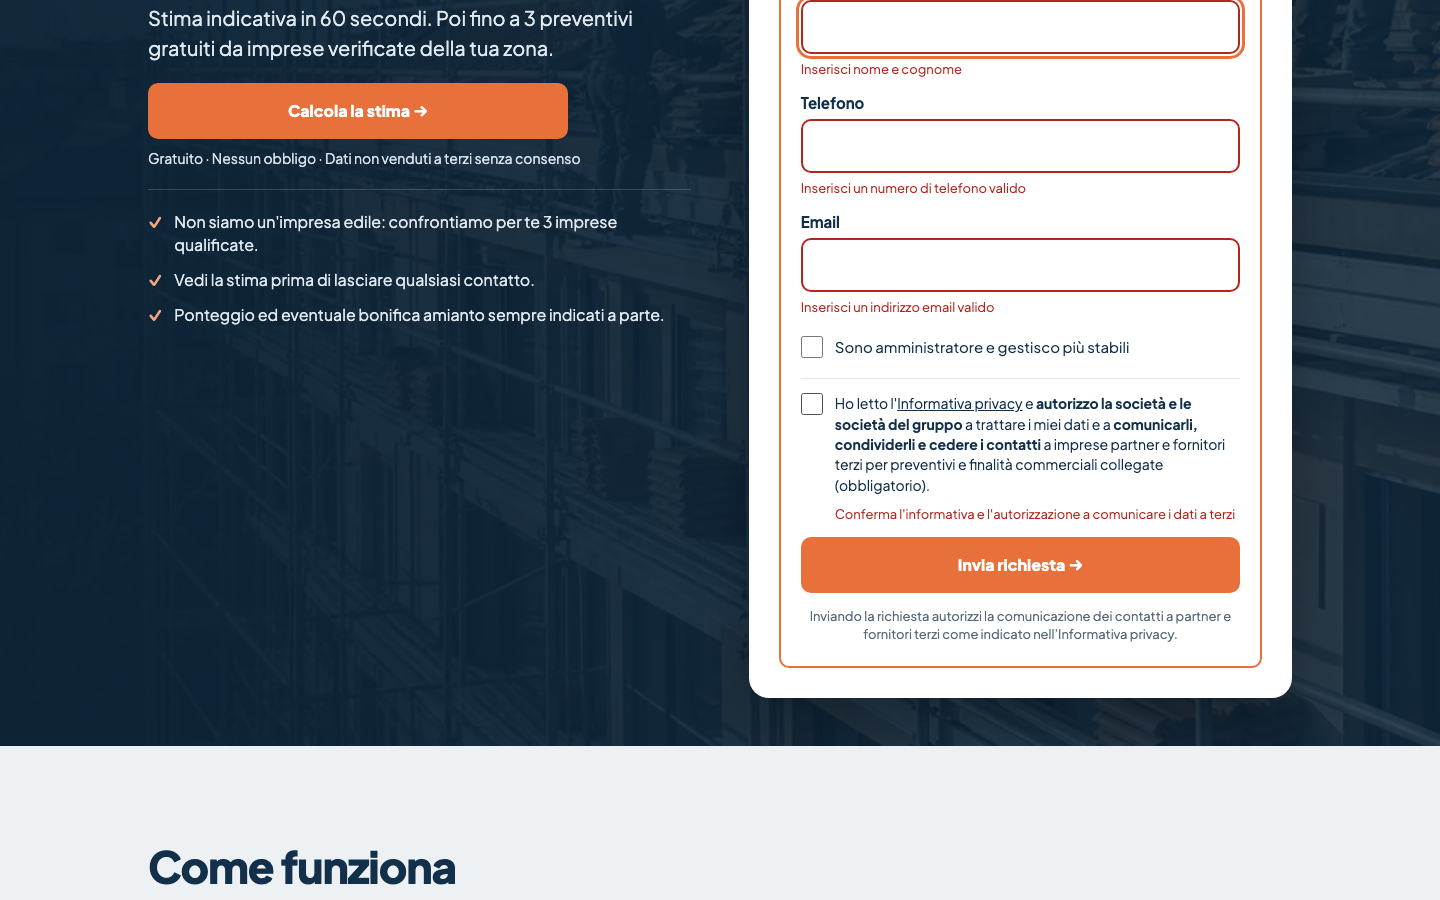 Stima indicativa in 60 secondi. Poi fino a 3 preventivi
gratuiti da imprese verificate della tua zona.
Calcola la stima →
Gratuito · Nessun obbligo · Dati non venduti a terzi senza consenso
Non siamo un'impresa edile: confrontiamo per te 3 imprese
qualificate.
Vedi la stima prima di lasciare qualsiasi contatto.
Ponteggio ed eventuale bonifica amianto sempre indicati a parte.
Inserisci nome e cognome
Telefono
Inserisci un numero di telefono valido
Email
Inserisci un indirizzo email valido
Sono amministratore e gestisco più stabili
Ho letto l'Informativa privacy e autorizzo la società e le
società del gruppo a trattare i miei dati e a comunicarli,
condividerli e cedere i contatti a imprese partner e fornitori
terzi per preventivi e finalità commerciali collegate
(obbligatorio).
Conferma l'informativa e l'autorizzazione a comunicare i dati a terzi
Invia richiesta →
Inviando la richiesta autorizzi la comunicazione dei contatti a partner e
fornitori terzi come indicato nell'Informativa privacy.
Come funziona